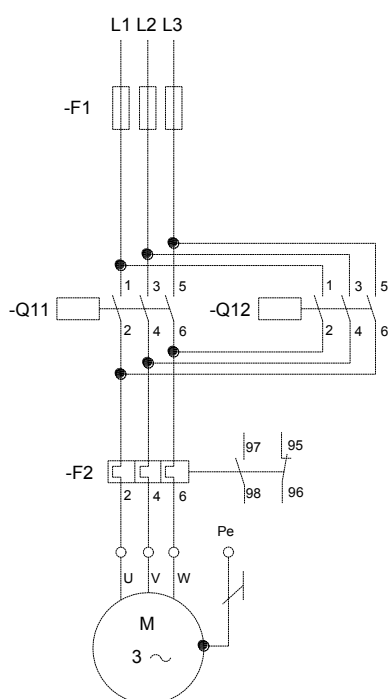 L1 L2 L3
-F1
1 3 5
1 3 5
-Q11
-Q12
2 4 6
2 4 6
97 95
-F2
98 96
2 4 6
Pe
U V W
M
3 ~